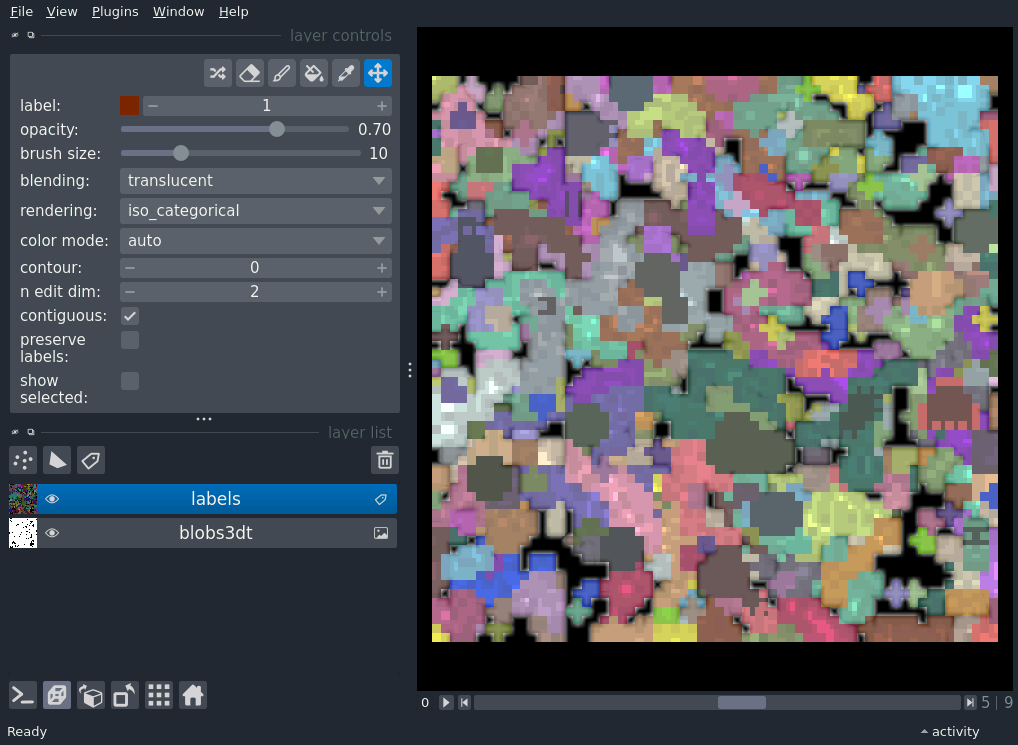 File View Plugins Window Help
layer controls
label: 1
opacity: 0.70
brush size: 10
blending: translucent
rendering: iso_categorical
color mode: auto
contour: 0
n edit dim: 2
contiguous:
preserve
labels:
show
selected:
layer list
labels
blobs3dt
0 5 | 9
Ready activity